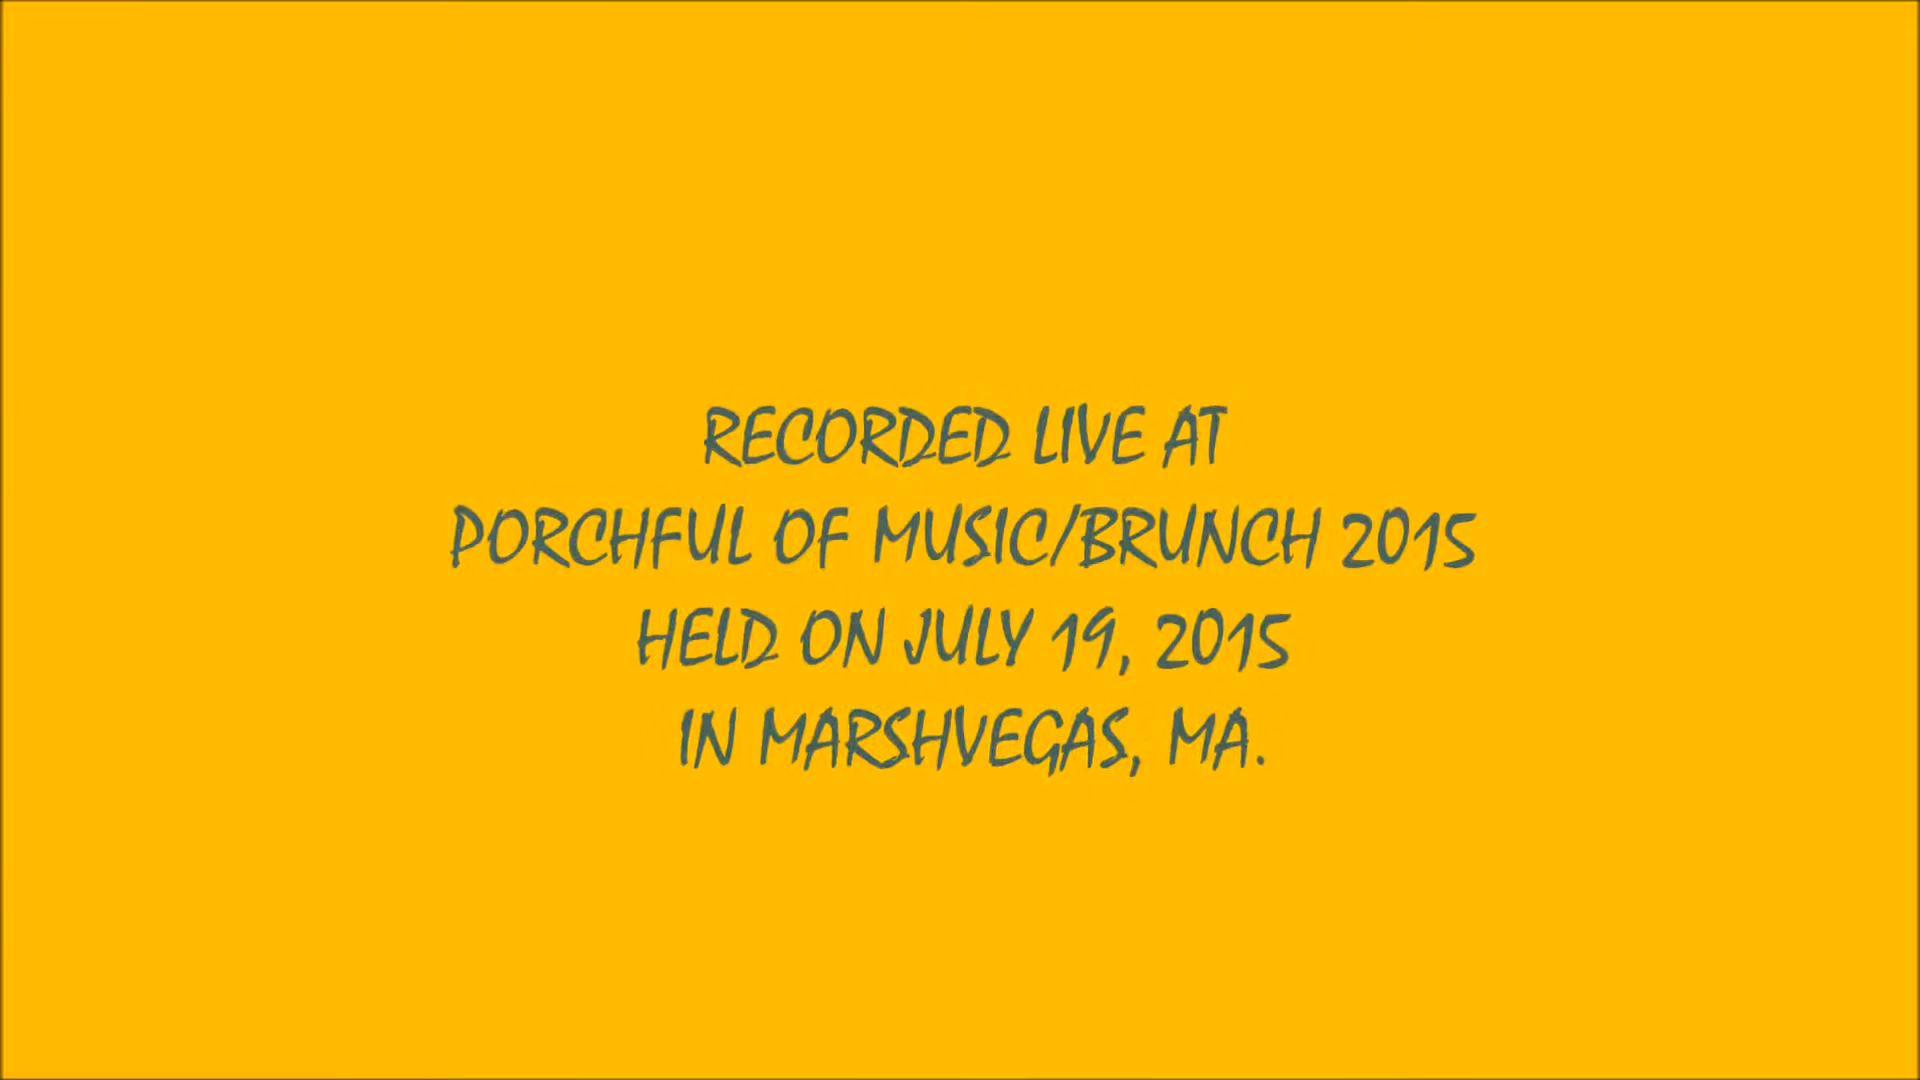 RECORDED LIVE AT
PORCHFUL OF MUSIC/BRUNCH 2015
HELD ON JULY 19, 2015
IN MARSHVEGAS, MA.